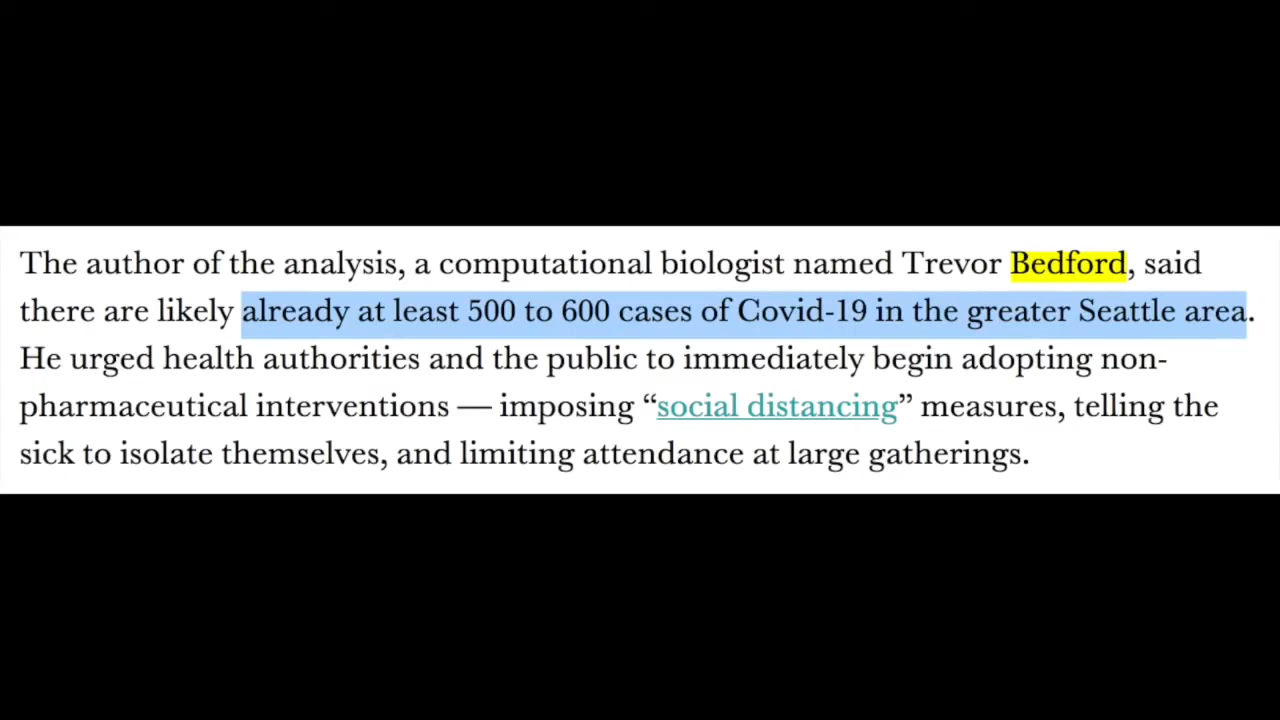 The author of the analysis, a computational biologist named Trevor Bedford, said
there are likely already at least 500 to 600 cases of Covid-19 in the greater Seattle area.
He urged health authorities and the public to immediately begin adopting non-
pharmaceutical interventions — imposing “social distancing” measures, telling the
sick to isolate themselves, and limiting attendance at large gatherings.